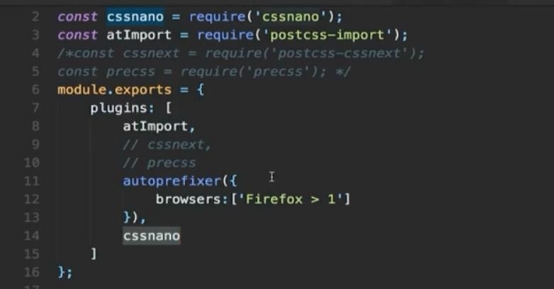 2 const cssnano = require('cssnano');
3 const atImport = require('postcss-import');
4 /*const cssnext = require('postcss-cssnext');
5 const precss = require('precss'); */
6 module.exports = {
7 plugins: [
8 atImport,
9 // cssnext,
10 // precss
11 autoprefixer({
12 browsers:['Firefox > 1']
13 }),
14 cssnano
15 ]
16 };